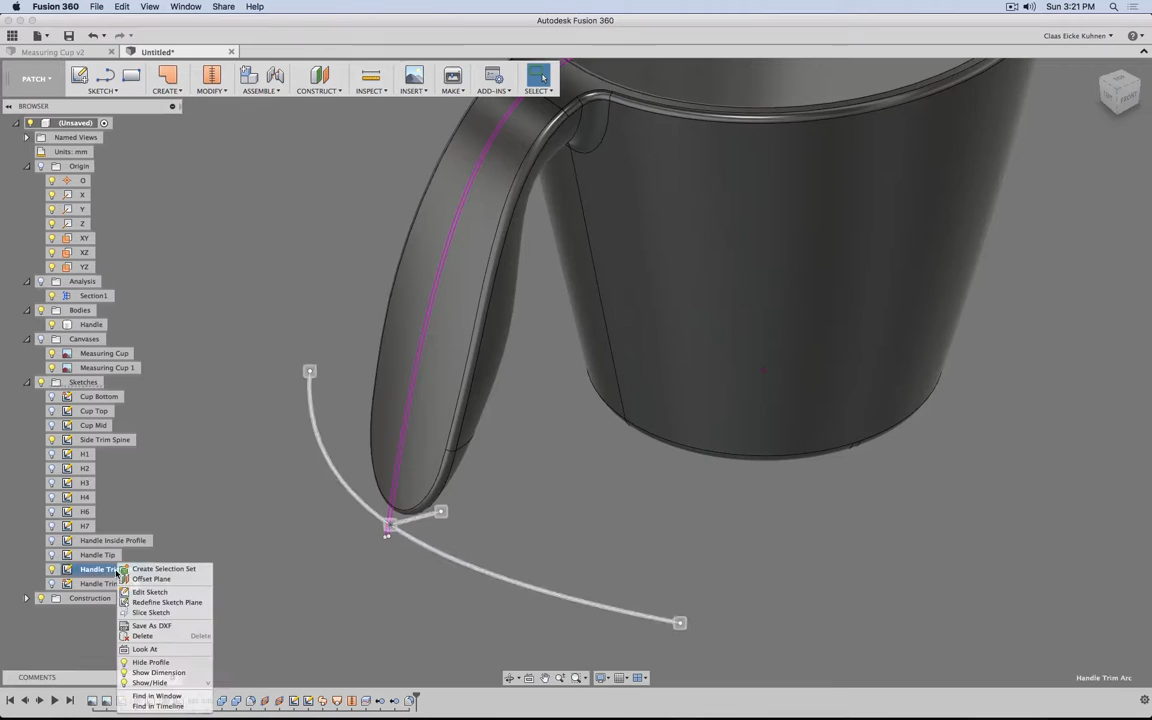 Fusion 360 File Edit View Window Share Help Sun 3:21 PM
Autodesk Fusion 360
Claas Eicke Kuhnen
Measuring Cup v2 Untitled*
PATCH SKETCH CREATE MODIFY ASSEMBLE CONSTRUCT INSPECT INSERT MAKE ADD-INS SELECT
BROWSER
(Unsaved)
Named Views
Units: mm
TOP
FRONT
Origin
O
X
Y
Z
XY
XZ
YZ
Analysis
Section1
Bodies
Handle
Canvases
Measuring Cup
Measuring Cup 1
Sketches
Cup Bottom
Cup Top
Cup Mid
Side Trim Spine
H1
H2
H3
H4
H6
H7
Handle Inside Profile
Handle Tip
Handle Tri
Handle Trim
Construction
Create Selection Set
Offset Plane
Edit Sketch
Redefine Sketch Plane
Slice Sketch
Save As DXF
Delete Delete
Look At
Hide Profile
Show Dimension
Show/Hide v
Find in Window
Find in Timeline
COMMENTS
Handle Trim Arc